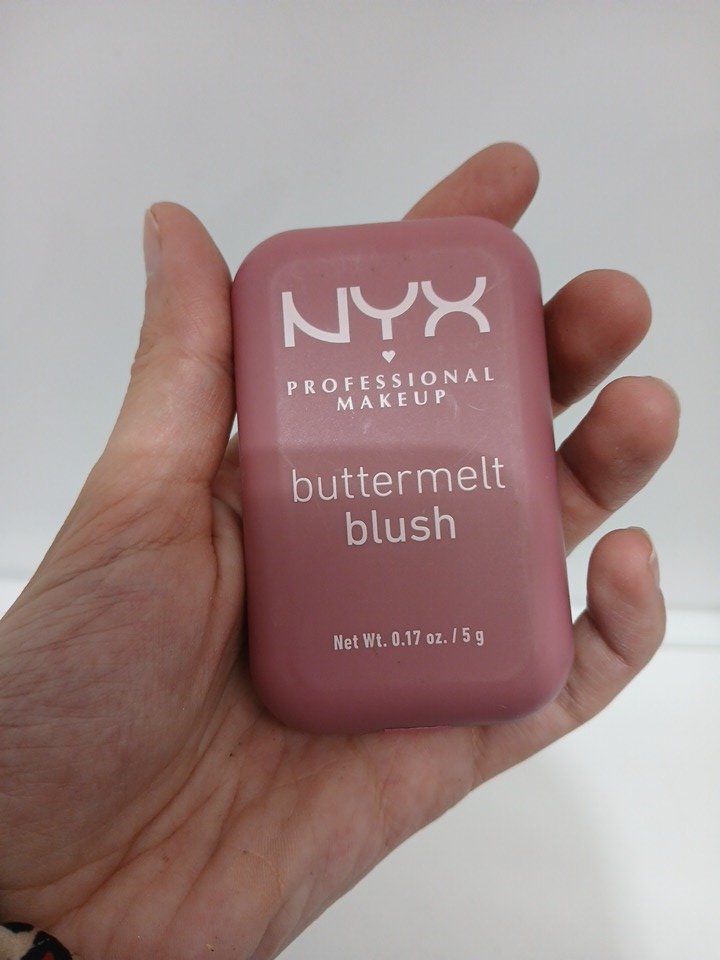 NYX
PROFESSIONAL
MAKEUP
buttermelt
blush
Net Wt. 0.17 oz. / 5 g